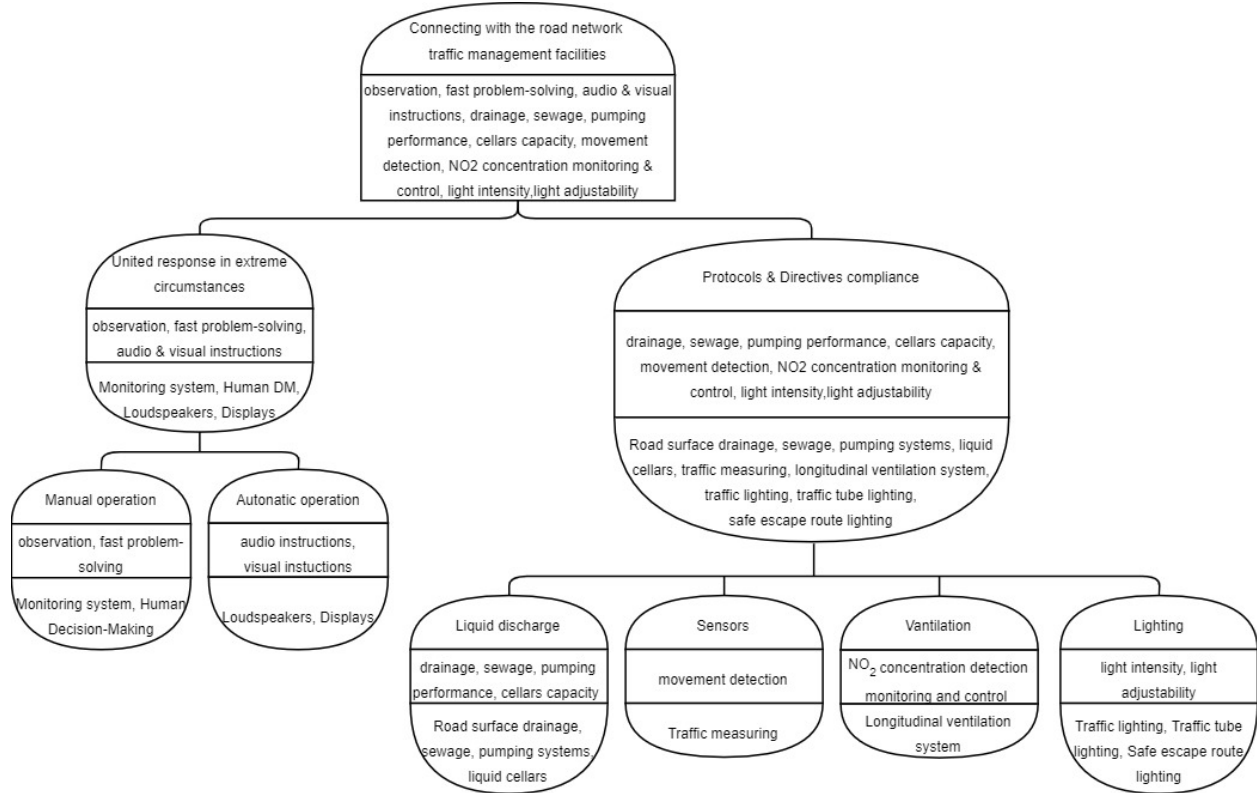 Connecting with the road network
traffic management facilities
observation, fast problem-solving, audio & visual
instructions, drainage, sewage, pumping
performance, cellars capacity, movement
detection, NO2 concentration monitoring &
control, light intensity,light adjustability
United response in extreme
circumstances
observation, fast problem-solving,
audio & visual instructions
Monitoring system, Human DM,
Loudspeakers, Displays
Protocols & Directives compliance
drainage, sewage, pumping performance, cellars capacity,
movement detection, NO2 concentration monitoring &
control, light intensity,light adjustability
Road surface drainage, sewage, pumping systems, liquid
cellars, traffic measuring, longitudinal ventilation system,
traffic lighting, traffic tube lighting,
safe escape route lighting
Manual operation
observation, fast problem-
solving
Monitoring system, Human
Decision-Making
Autonatic operation
audio instructions,
visual instuctions
Loudspeakers, Displays
Liquid discharge
drainage, sewage, pumping
performance, cellars capacity
Road surface drainage,
sewage, pumping systems,
liquid cellars
Sensors
movement detection
Traffic measuring
Vantilation
NO2 concentration detection
monitoring and control
Longitudinal ventilation
system
Lighting
light intensity, light
adjustability
Traffic lighting, Traffic tube
lighting, Safe escape route
lighting